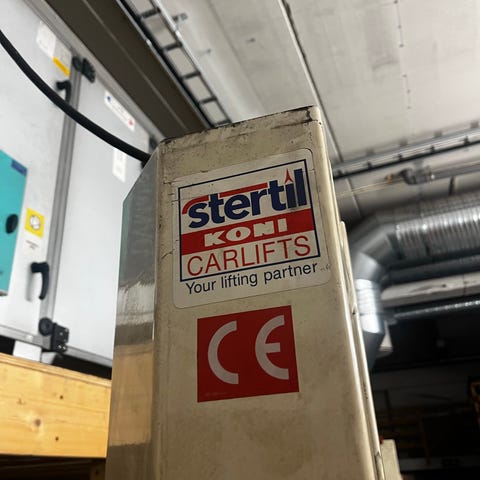 stertil
KONI
CARLIFTS
Your lifting partner
CE